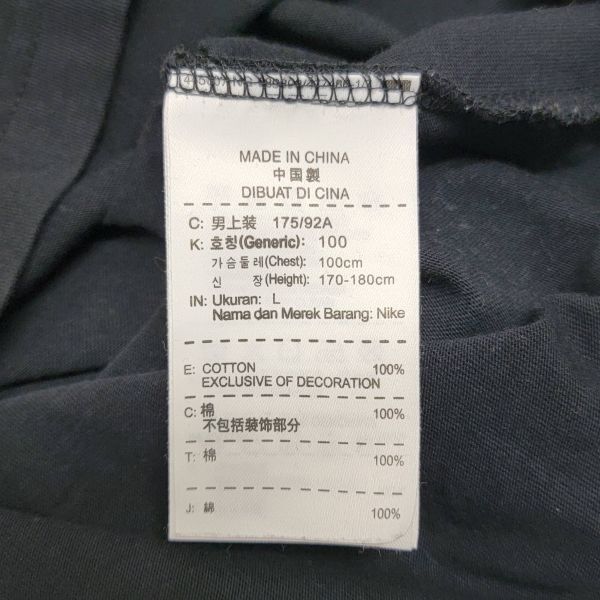 MADE IN CHINA
中国製
DIBUAT DI CINA
C: 男上装 175/92A
K: 호칭(Generic): 100
가슴둘레(Chest): 100cm
신 장(Height): 170-180cm
IN: Ukuran: L
Nama dan Merek Barang: Nike
E: COTTON 100%
EXCLUSIVE OF DECORATION
C: 棉 100%
不包括装饰部分
T: 棉 100%
J: 綿 100%